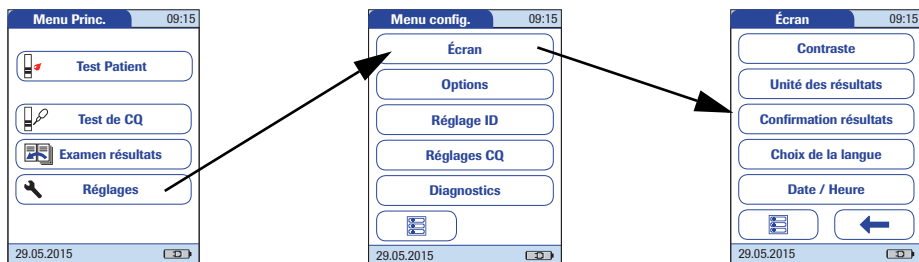 Menu Princ. 09:15
Test Patient
Test de CQ
Examen résultats
Réglages
29.05.2015
Menu config. 09:15
Écran
Options
Réglage ID
Réglages CQ
Diagnostics
29.05.2015
Écran 09:15
Contraste
Unité des résultats
Confirmation résultats
Choix de la langue
Date / Heure
29.05.2015